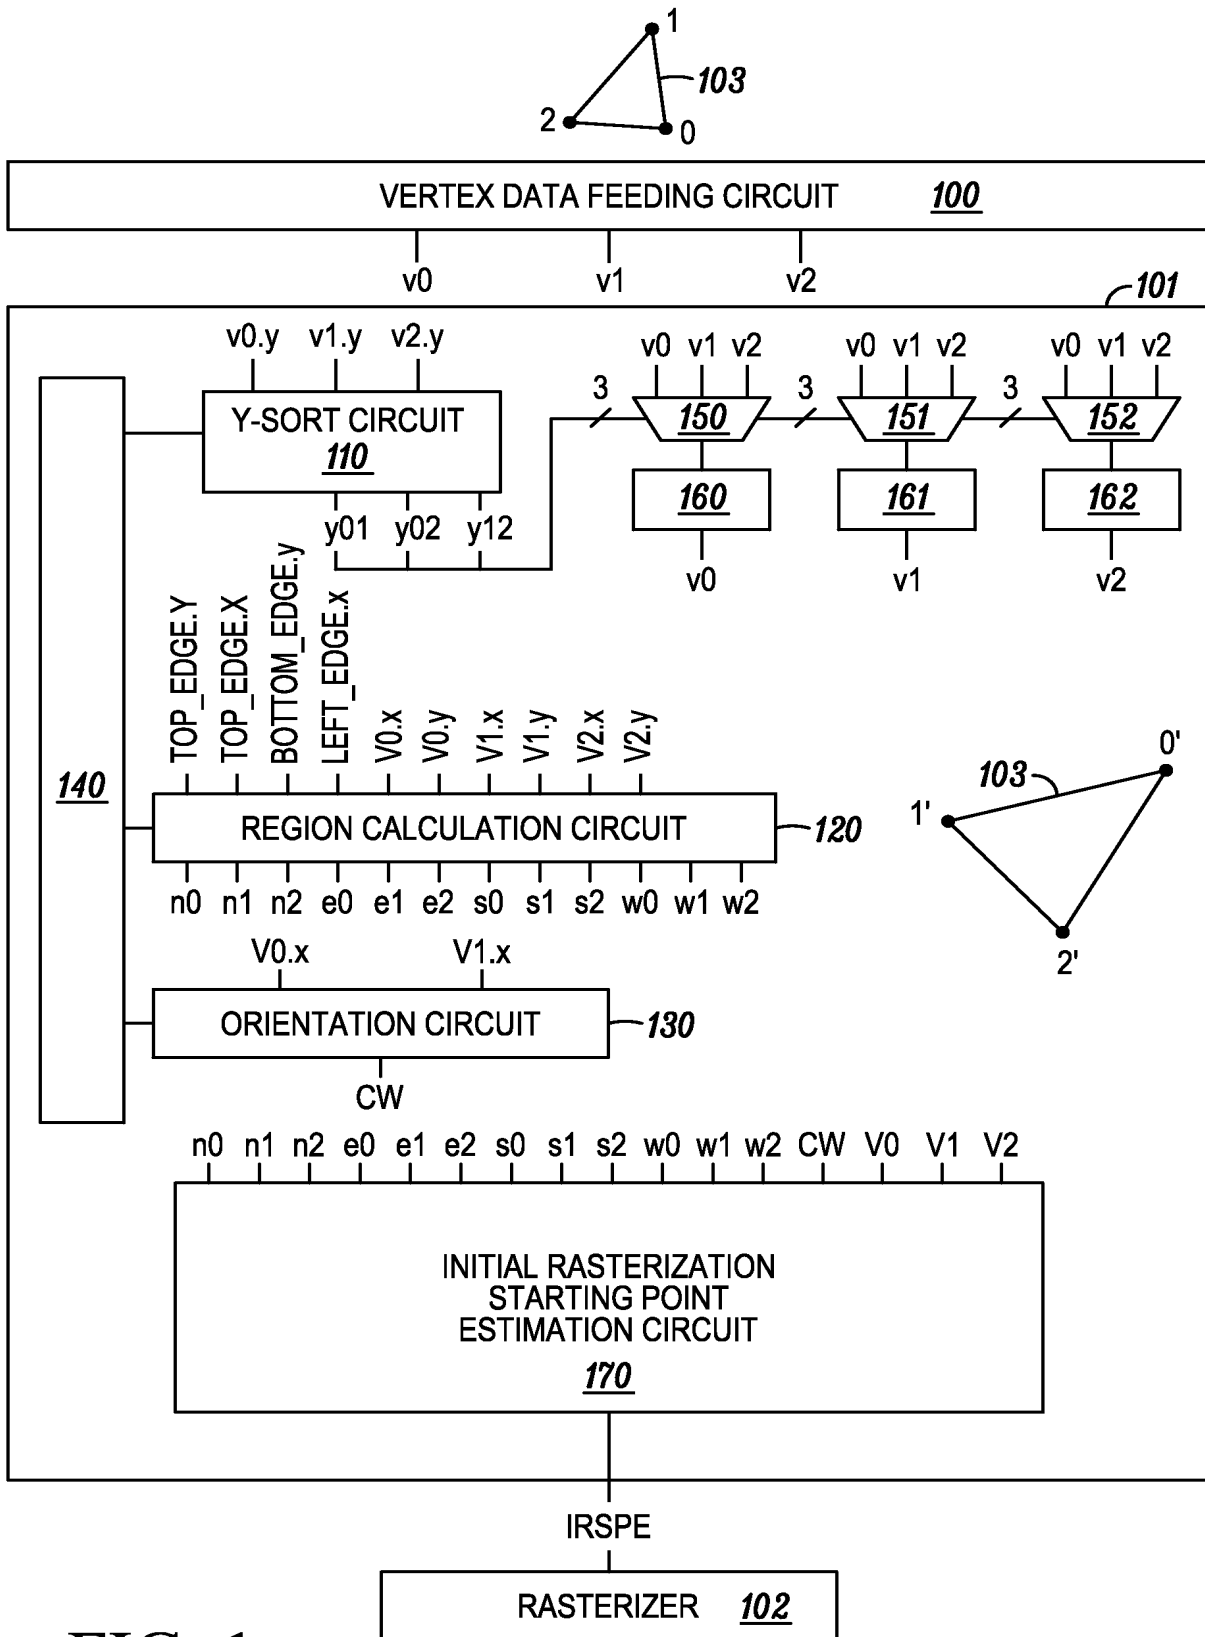 1
103
2
0
VERTEX DATA FEEDING CIRCUIT 100
v0 v1 v2
101
v0.y v1.y v2.y
v0 v1 v2 v0 v1 v2 v0 v1 v2
3 3 3
Y-SORT CIRCUIT
110
150 151 152
160 161 162
y01 y02 y12
v0 v1 v2
TOP_EDGE.Y
TOP_EDGE.X
BOTTOM_EDGE.y
LEFT_EDGE.x
V0.x
V0.y
V1.x
V1.y
V2.x
V2.y
140
REGION CALCULATION CIRCUIT 120
0'
103
1'
2'
n0 n1 n2 e0 e1 e2 s0 s1 s2 w0 w1 w2
V0.x V1.x
ORIENTATION CIRCUIT 130
CW
n0 n1 n2 e0 e1 e2 s0 s1 s2 w0 w1 w2 CW V0 V1 V2
INITIAL RASTERIZATION
STARTING POINT
ESTIMATION CIRCUIT
170
IRSPE
RASTERIZER 102